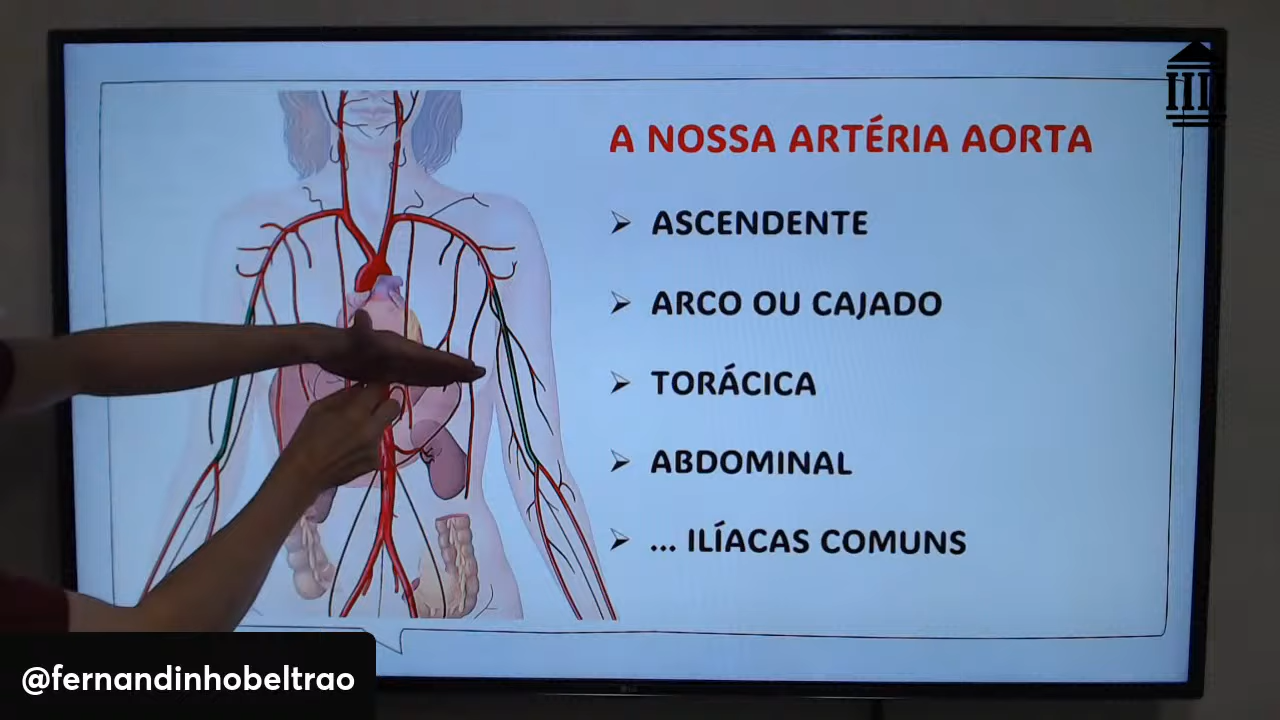 A NOSSA ARTÉRIA AORTA
➢ ASCENDENTE
➢ ARCO OU CAJADO
➢ TORÁCICA
➢ ABDOMINAL
➢ ... ILÍACAS COMUNS
@fernandinhobeltrao